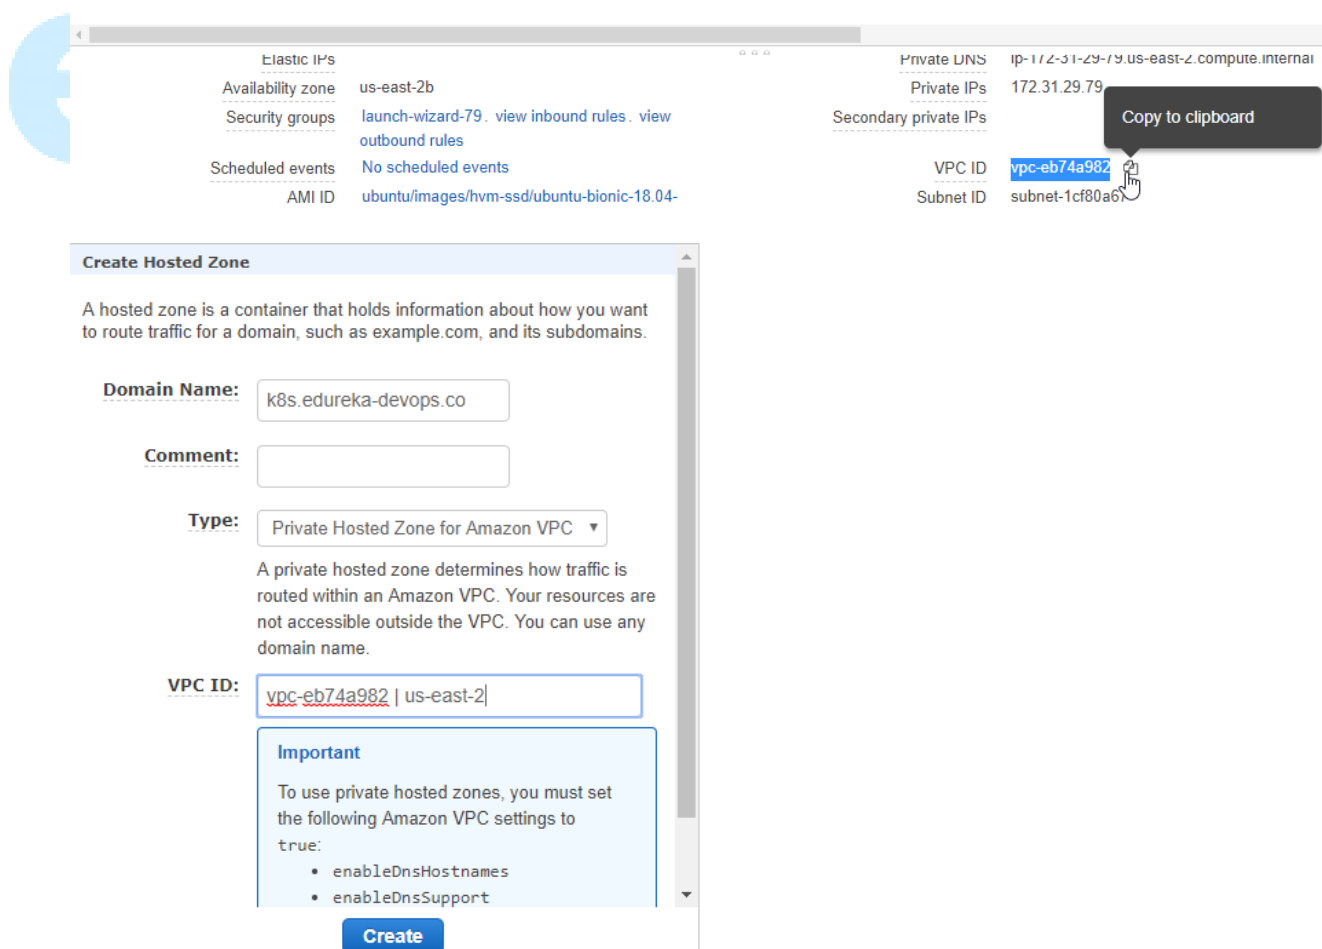 Elastic IPs
Private DNS ip-172-31-29-79.us-east-2.compute.internal
Availability zone us-east-2b
Private IPs 172.31.29.79
Security groups launch-wizard-79. view inbound rules. view
outbound rules
Secondary private IPs
Copy to clipboard
Scheduled events No scheduled events
VPC ID vpc-eb74a982
AMI ID ubuntu/images/hvm-ssd/ubuntu-bionic-18.04-
Subnet ID subnet-1cf80a67
Create Hosted Zone
A hosted zone is a container that holds information about how you want
to route traffic for a domain, such as example.com, and its subdomains.
Domain Name: k8s.edureka-devops.co
Comment:
Type: Private Hosted Zone for Amazon VPC
A private hosted zone determines how traffic is
routed within an Amazon VPC. Your resources are
not accessible outside the VPC. You can use any
domain name.
VPC ID: vpc-eb74a982 | us-east-2
Important
To use private hosted zones, you must set
the following Amazon VPC settings to
true:
• enableDnsHostnames
• enableDnsSupport
Create